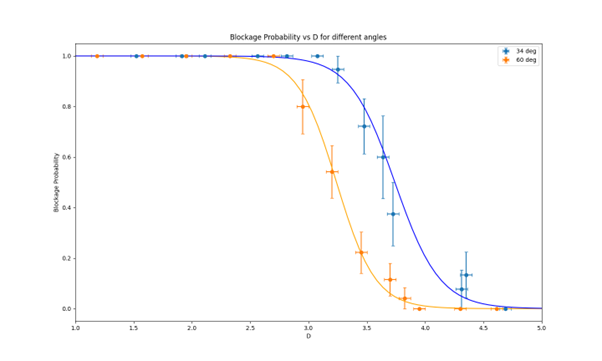 Blockage Probability vs D for different angles
34 deg
60 deg
Blockage Probability
1.0
0.8
0.6
0.4
0.2
0.0
1.0 1.5 2.0 2.5 3.0 3.5 4.0 4.5 5.0
D